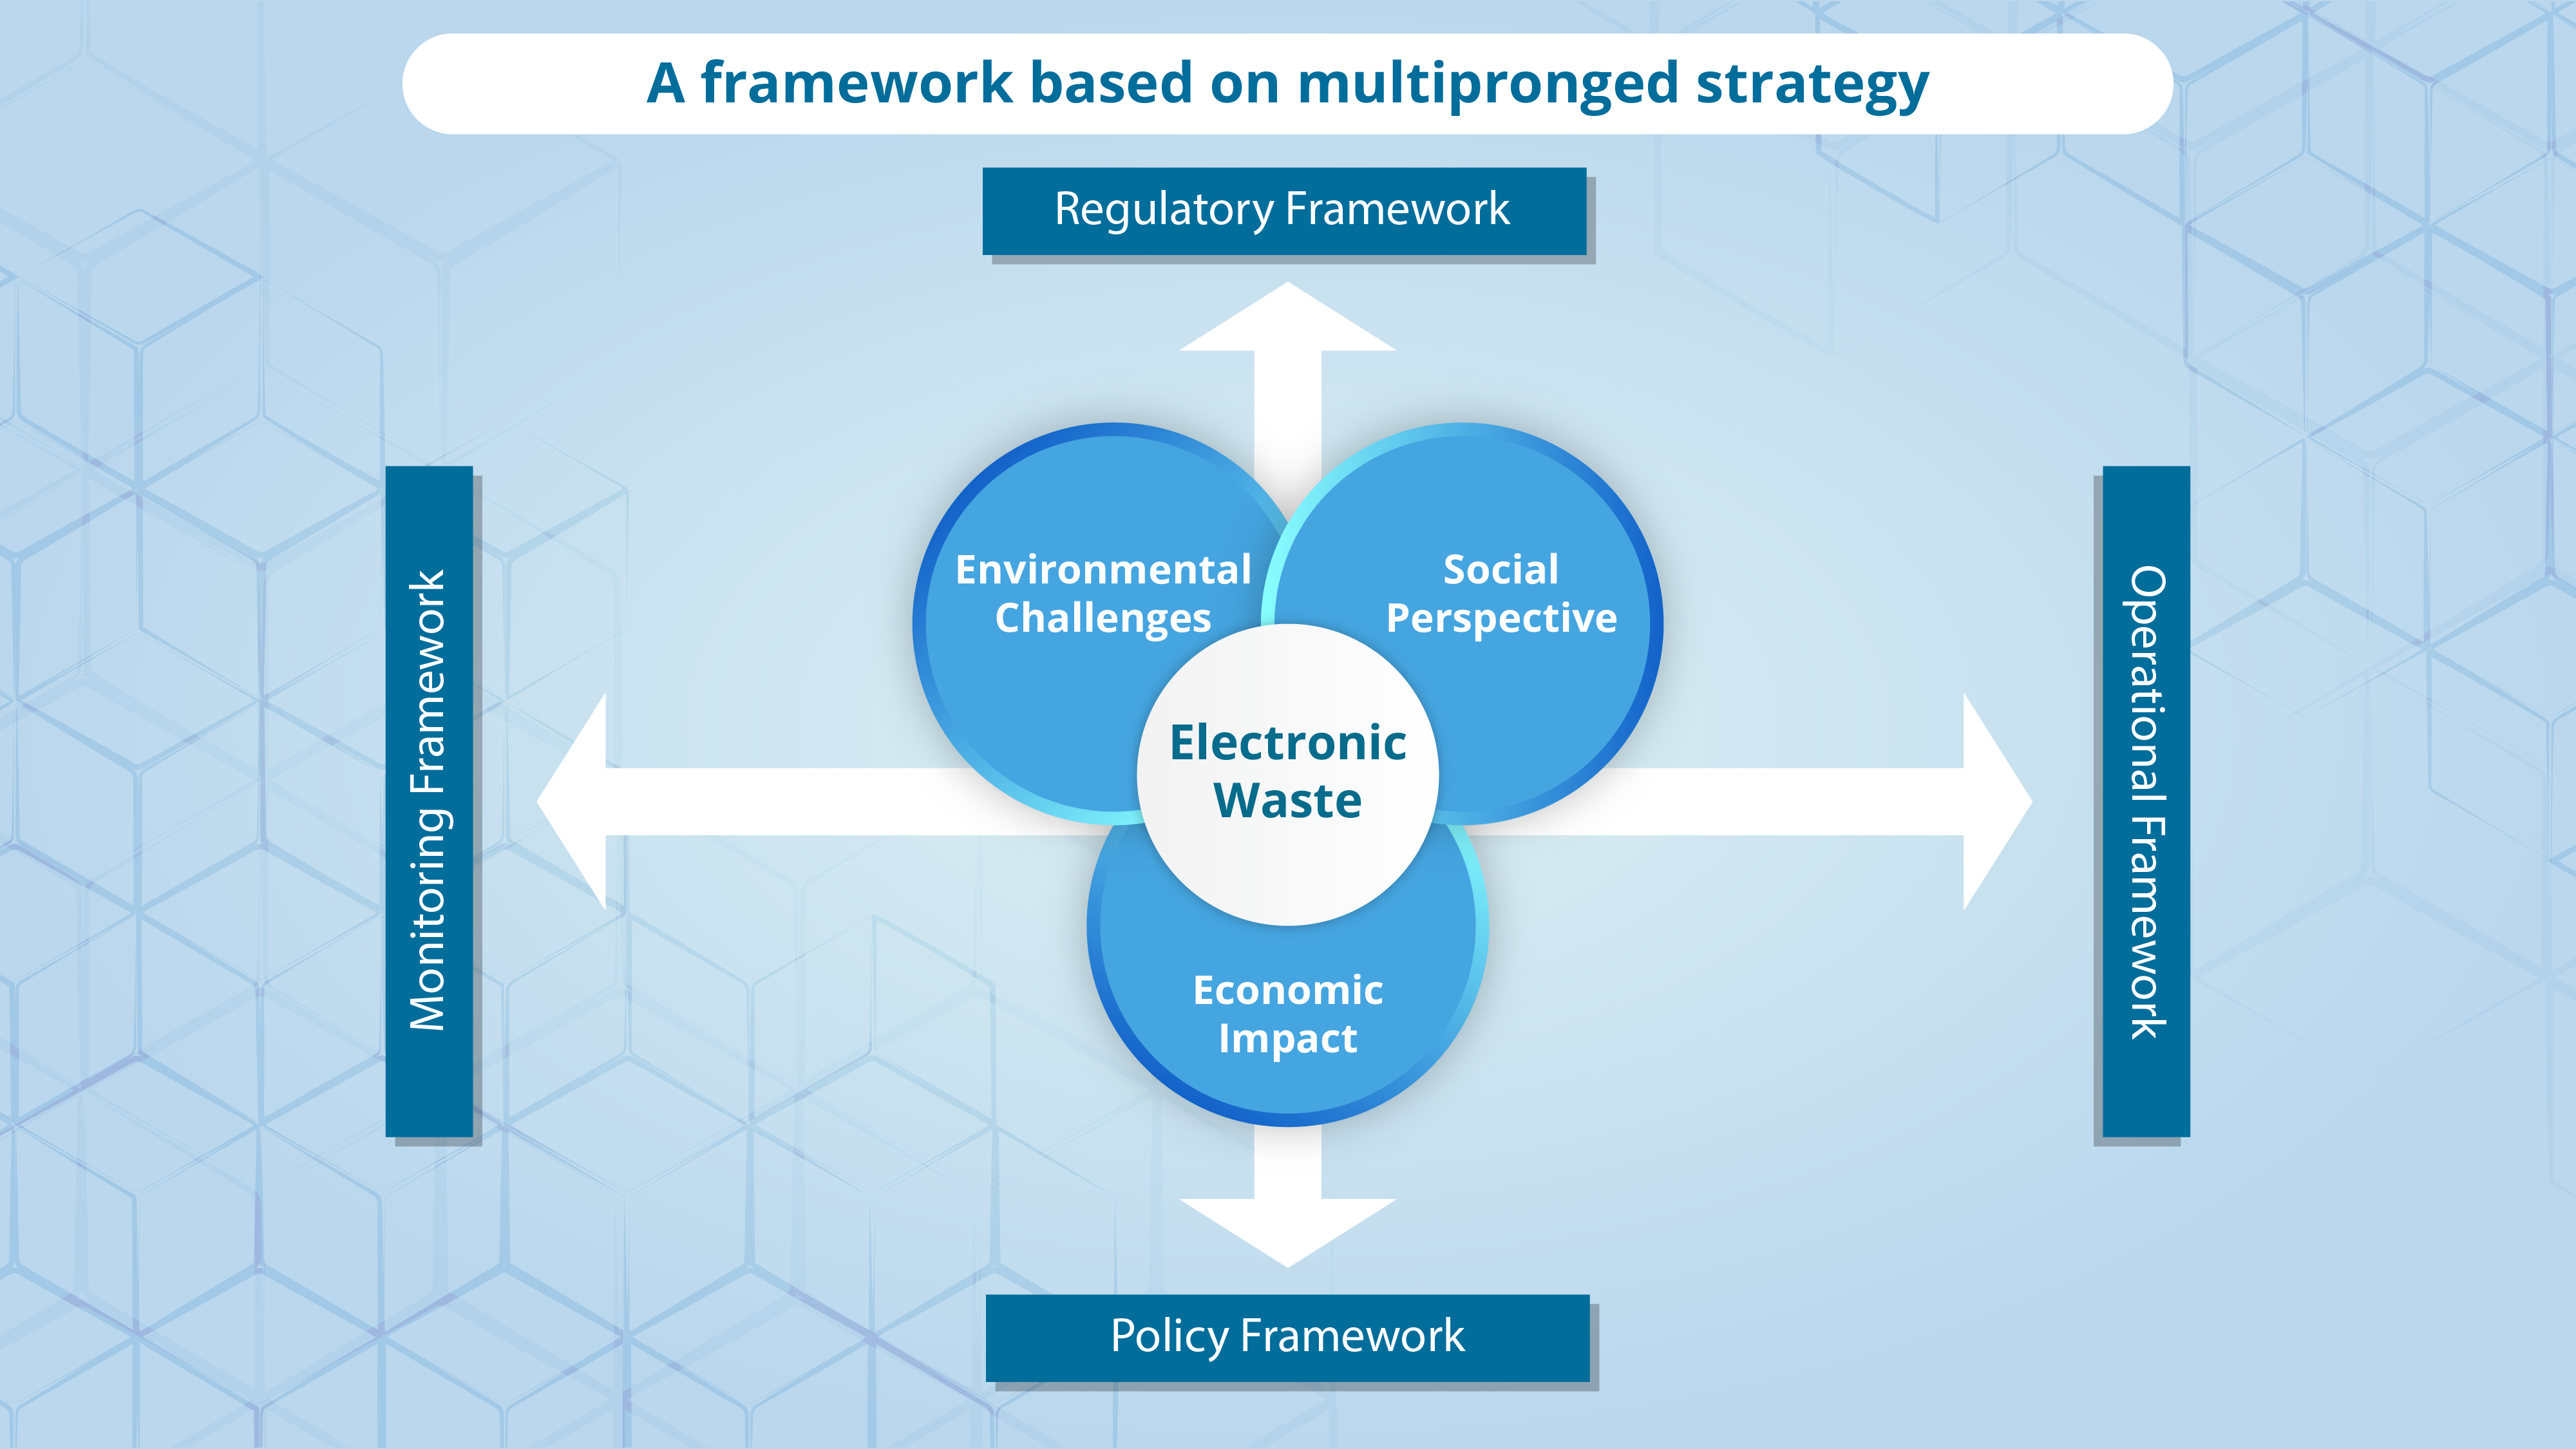 A framework based on multipronged strategy
Regulatory Framework
Environmental
Challenges
Social
Perspective
Monitoring Framework
Electronic
Waste
Operational Framework
Economic
Impact
Policy Framework